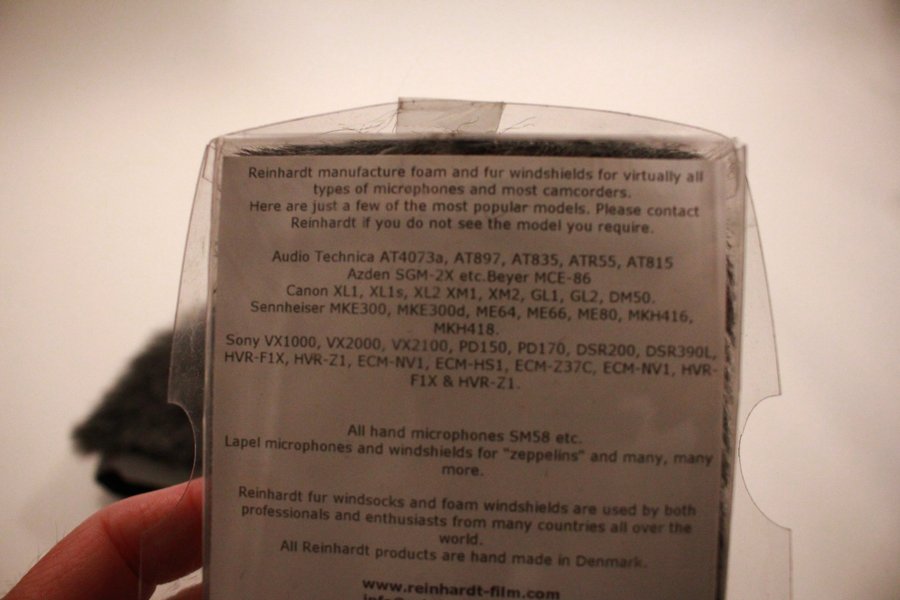 Reinhardt manufacture foam and fur windshields for virtually all
types of microphones and most camcorders.
Here are just a few of the most popular models. Please contact
Reinhardt if you do not see the model you require.
Audio Technica AT4073a, AT897, AT835, ATR55, AT815
Azden SGM-2X etc.Beyer MCE-86
Canon XL1, XL1s, XL2 XM1, XM2, GL1, GL2, DM50.
Sennheiser MKE300, MKE300d, ME64, ME66, ME80, MKH416,
MKH418.
Sony VX1000, VX2000, VX2100, PD150, PD170, DSR200, DSR390L,
HVR-F1X, HVR-Z1, ECM-NV1, ECM-HS1, ECM-Z37C, ECM-NV1, HVR-
F1X & HVR-Z1.
All hand microphones SM58 etc.
Lapel microphones and windshields for "zeppelins" and many, many
more.
Reinhardt fur windsocks and foam windshields are used by both
professionals and enthusiasts from many countries all over the
world.
All Reinhardt products are hand made in Denmark.
www.reinhardt-film.com